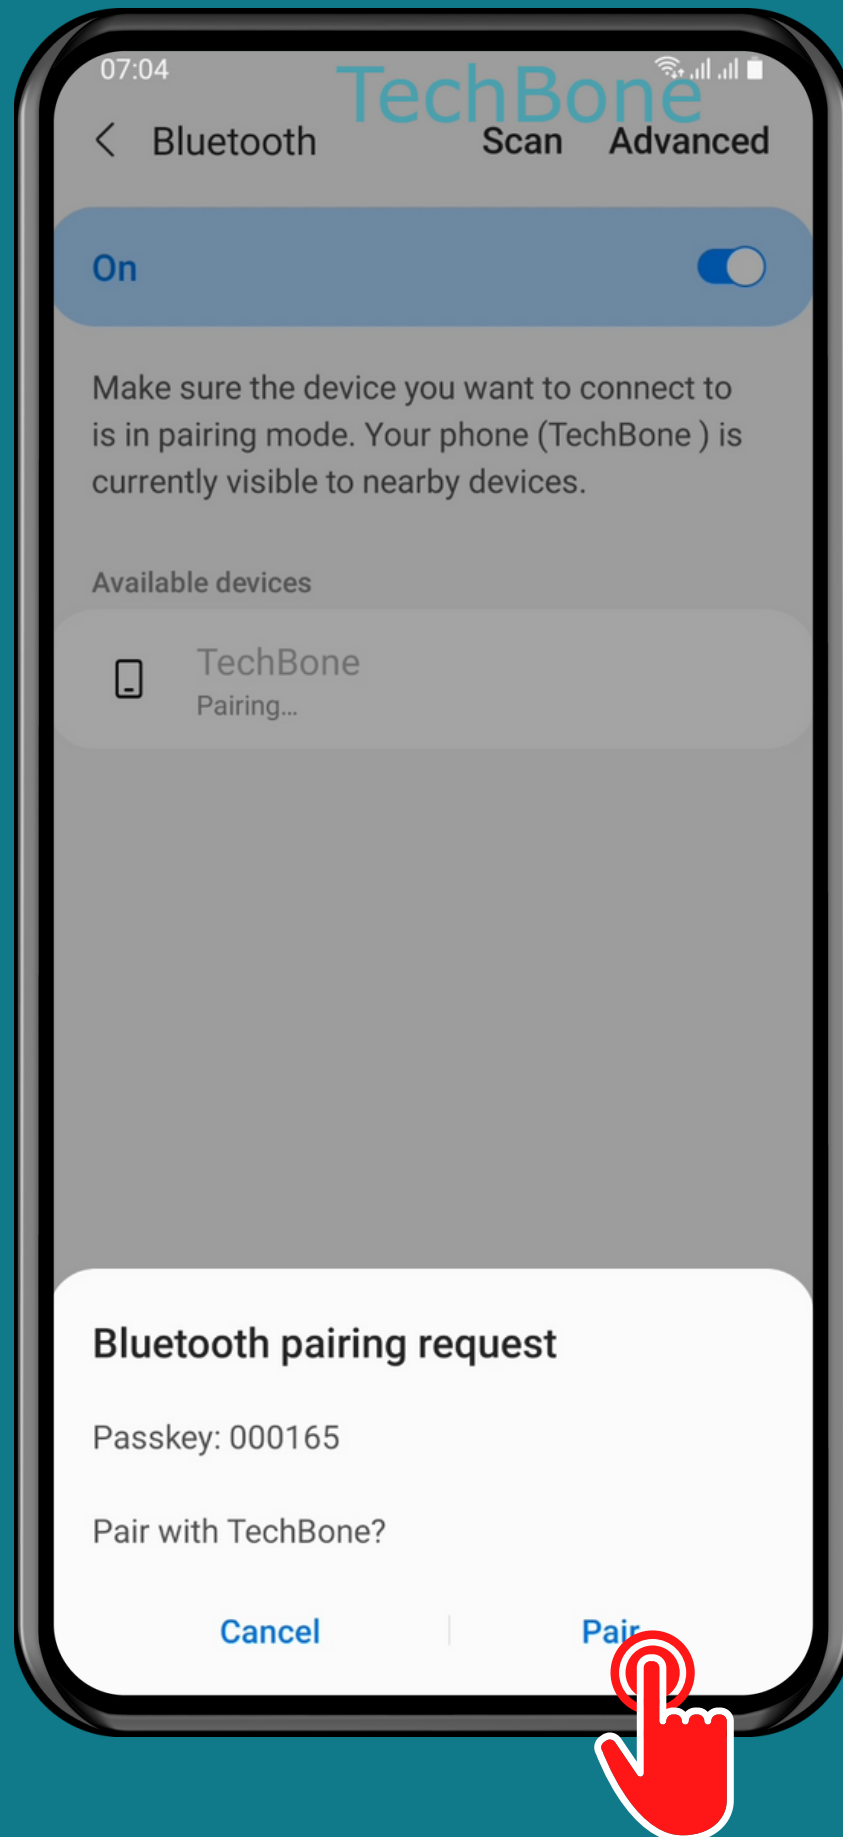 07:04
TechBone
Bluetooth Scan Advanced
On
Make sure the device you want to connect to
is in pairing mode. Your phone (TechBone ) is
currently visible to nearby devices.
Available devices
TechBone
Pairing...
Bluetooth pairing request
Passkey: 000165
Pair with TechBone?
Cancel Pair